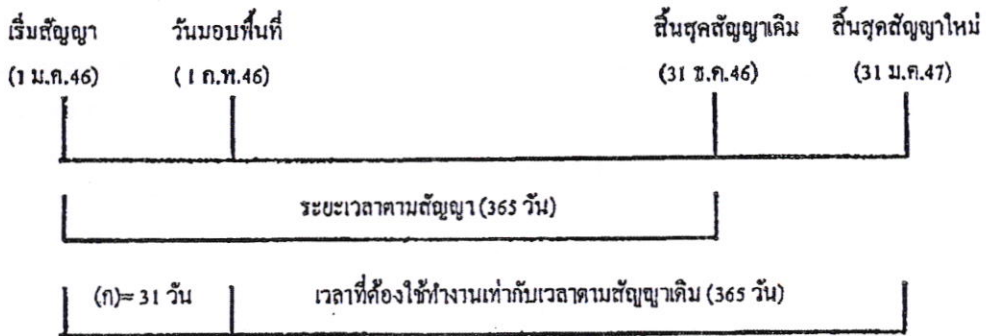 เริ่มสัญญา วันมอบพื้นที่ สิ้นสุดสัญญาเดิม สิ้นสุดสัญญาใหม่
(1 ม.ค.46) (1 ก.พ.46) (31 ธ.ค.46) (31 ม.ค.47)
ระยะเวลาตามสัญญา (365 วัน)
(ก)= 31 วัน เวลาที่ต้องใช้ทำงานเท่ากับเวลาตามสัญญาเดิม (365 วัน)